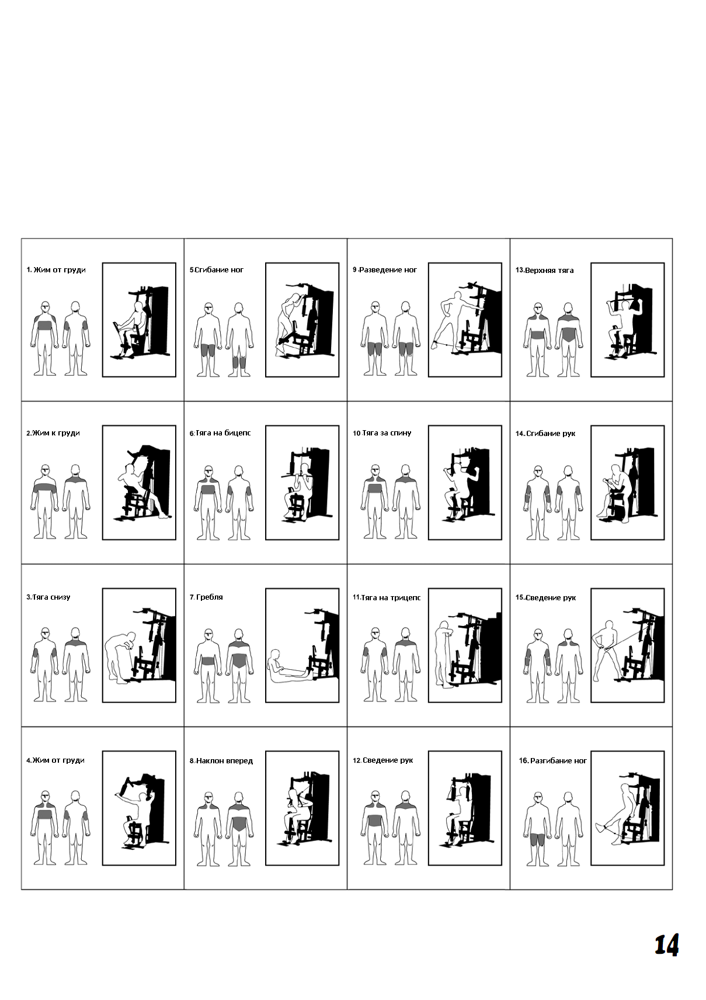 1. Жим от груди
5.Сгибание ног
9.Разведение ног
13.Верхняя тяга
2.Жим к груди
6.Тяга на бицепс
10 Тяга за спину
14.Сгибание рук
3.Тяга снизу
7. Гребля
11.Тяга на трицепс
15.Сведение рук
4.Жим от груди
8.Наклон вперед
12. Сведение рук
16. Разгибание ног
14